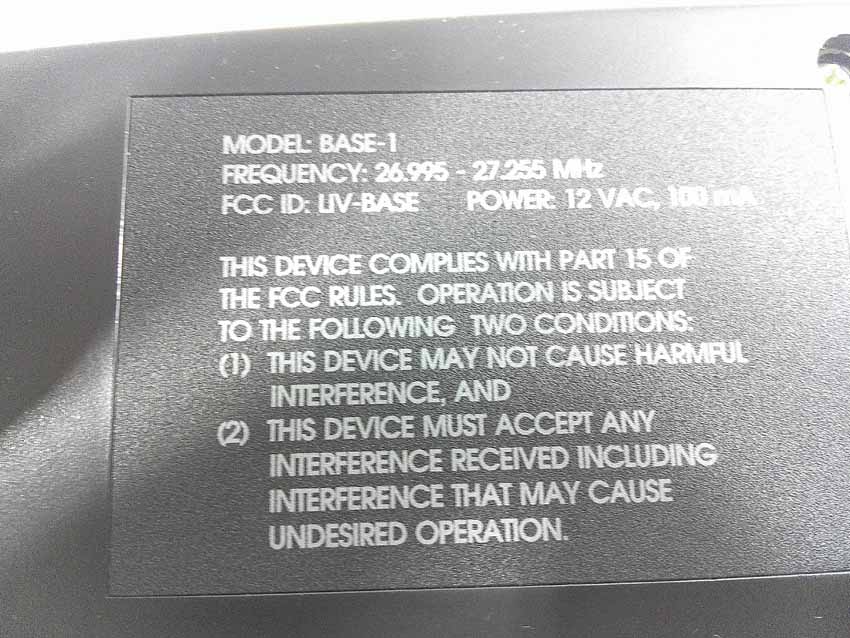 MODEL: BASE-1
FREQUENCY: 26.995 - 27.255 MHz
FCC ID: LIV-BASE POWER: 12 VAC, 100 mA
THIS DEVICE COMPLIES WITH PART 15 OF
THE FCC RULES. OPERATION IS SUBJECT
TO THE FOLLOWING TWO CONDITIONS:
(1) THIS DEVICE MAY NOT CAUSE HARMFUL
INTERFERENCE, AND
(2) THIS DEVICE MUST ACCEPT ANY
INTERFERENCE RECEIVED INCLUDING
INTERFERENCE THAT MAY CAUSE
UNDESIRED OPERATION.